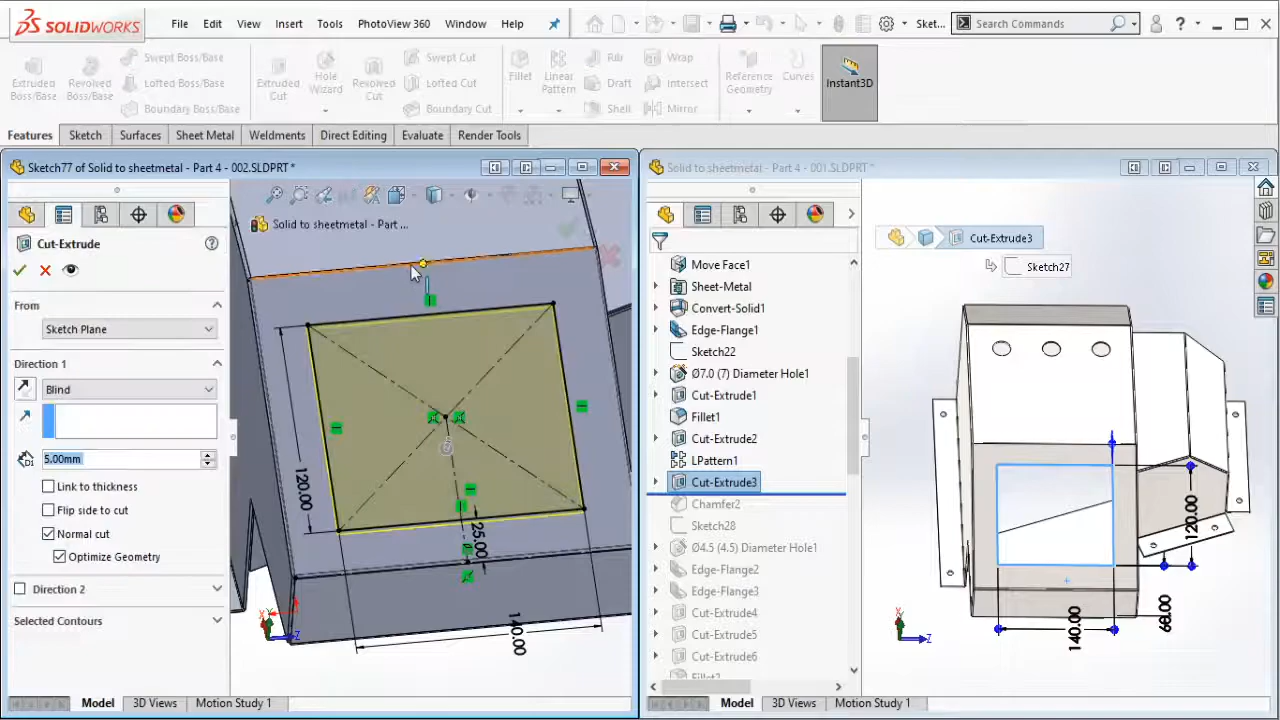 SOLIDWORKS
File Edit View Insert Tools PhotoView 360 Window Help
Sket...
Search Commands
Extruded Boss/Base
Revolved Boss/Base
Swept Boss/Base
Lofted Boss/Base
Boundary Boss/Base
Extruded Cut
Hole Wizard
Revolved Cut
Swept Cut
Lofted Cut
Boundary Cut
Fillet
Linear Pattern
Rib
Draft
Shell
Wrap
Intersect
Mirror
Reference Geometry
Curves
Instant3D
Features Sketch Surfaces Sheet Metal Weldments Direct Editing Evaluate Render Tools
Sketch77 of Solid to sheetmetal - Part 4 - 002.SLDPRT *
Cut-Extrude
From
Sketch Plane
Direction 1
Blind
D1
5.00mm
Link to thickness
Flip side to cut
Normal cut
Optimize Geometry
Direction 2
Selected Contours
Solid to sheetmetal - Part ...
120.00
25.00
140.00
X
Z
Model 3D Views Motion Study 1
Solid to sheetmetal - Part 4 - 001.SLDPRT *
Move Face1
Sheet-Metal
Convert-Solid1
Edge-Flange1
Sketch22
Ø7.0 (7) Diameter Hole1
Cut-Extrude1
Fillet1
Cut-Extrude2
LPattern1
Cut-Extrude3
Chamfer2
Sketch28
Ø4.5 (4.5) Diameter Hole1
Edge-Flange2
Edge-Flange3
Cut-Extrude4
Cut-Extrude5
Cut-Extrude6
Fillet2
Cut-Extrude3
Sketch27
120.00
60.00
140.00
X
Z
Model 3D Views Motion Study 1